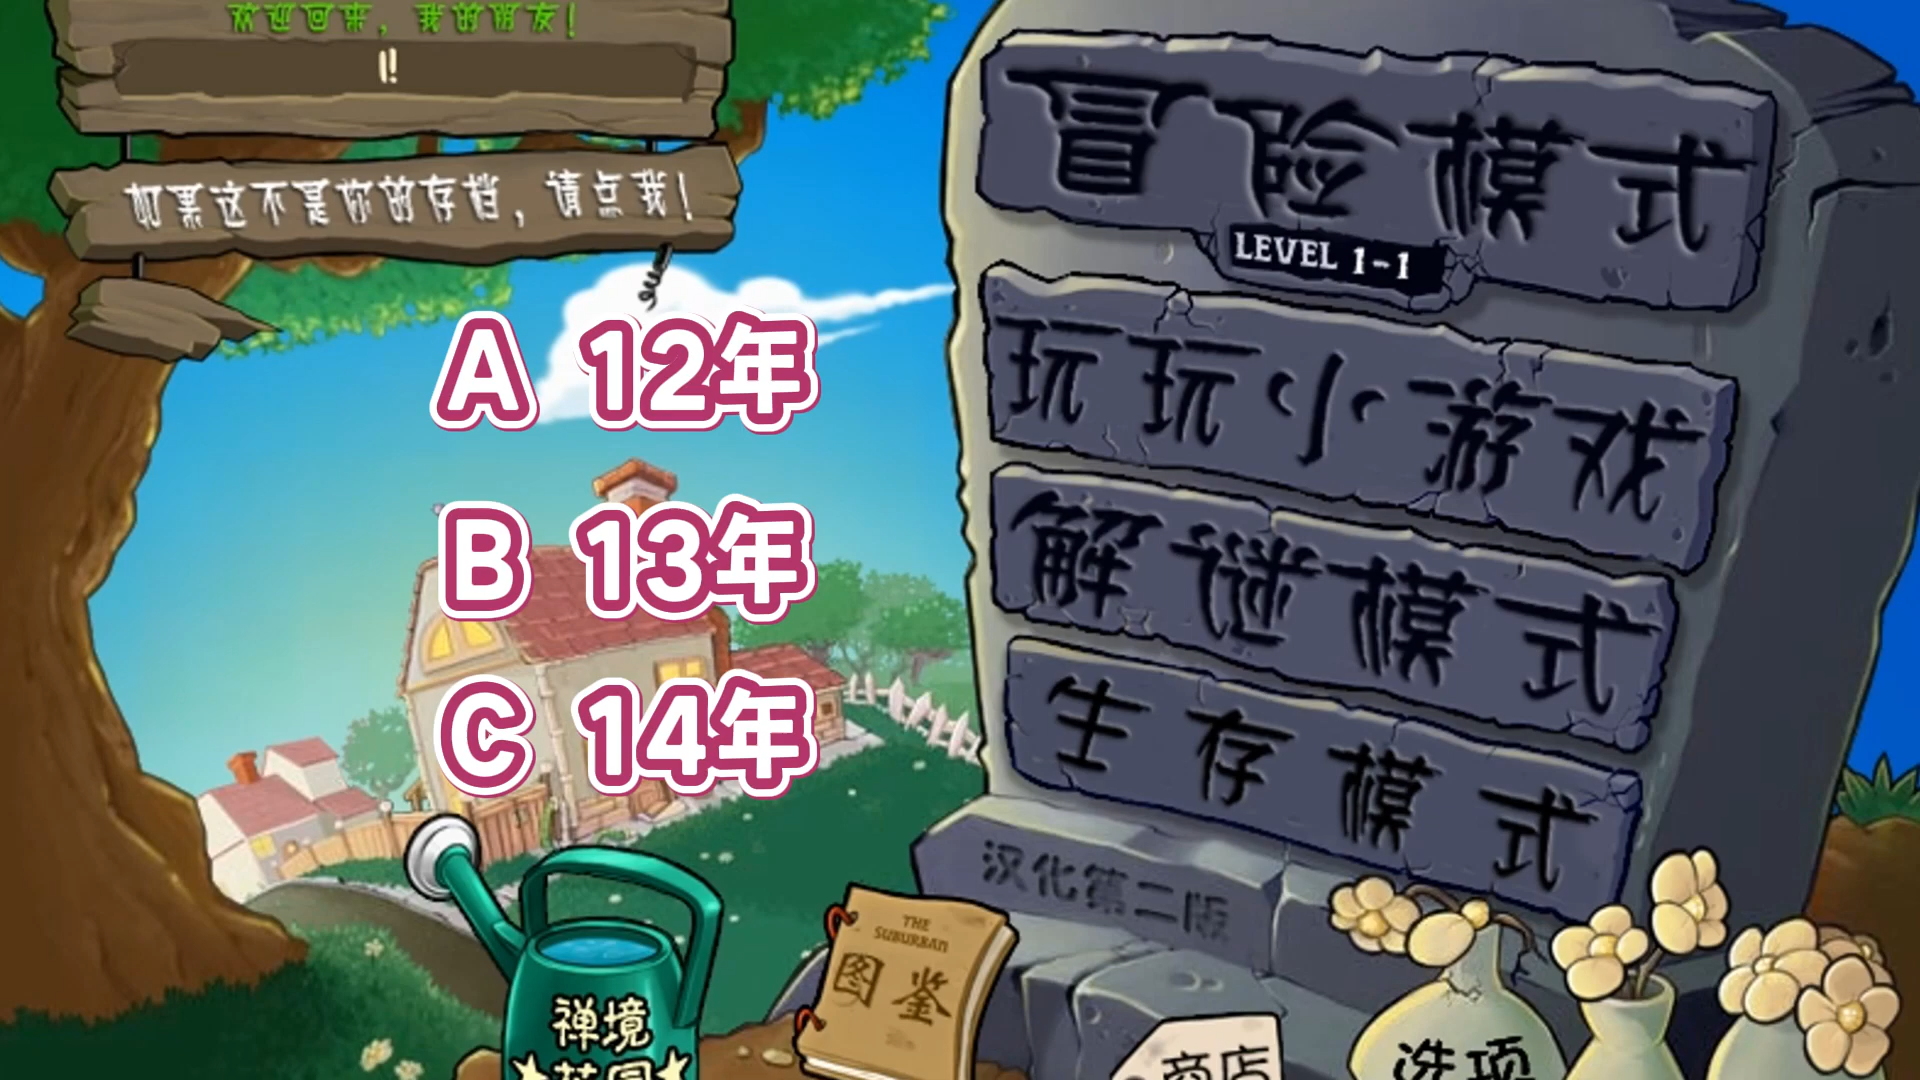 欢迎回来，我的朋友！
l!
如果这不是你的存档，请点我！
冒险模式
LEVEL 1-1
玩玩小游戏
解谜模式
生存模式
A 12年
B 13年
C 14年
汉化第二版
THE
SUBURBAN
图鉴
禅境
花园
商店
选项